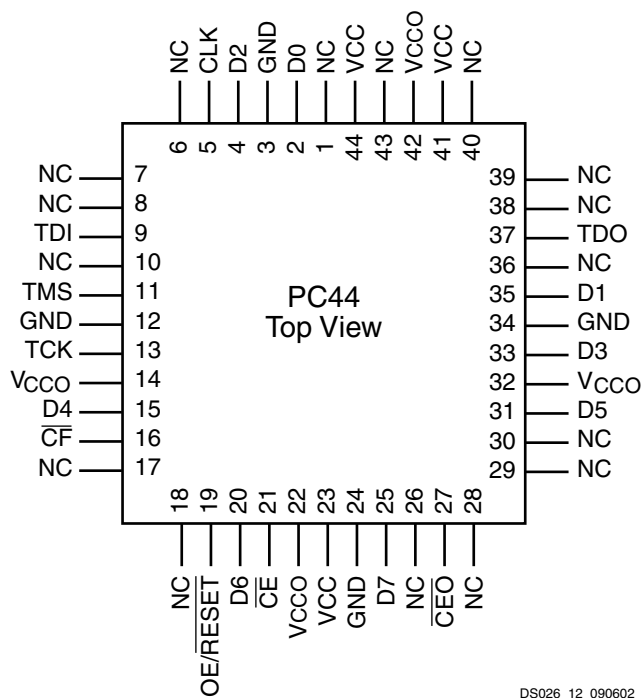 NC CLK D2 GND D0 NC VCC NC VCCO VCC NC
6 5 4 3 2 1 44 43 42 41 40
NC 7
NC 8
TDI 9
NC 10
TMS 11
GND 12
TCK 13
VCCO 14
D4 15
C̅F̅ 16
NC 17
PC44
Top View
39 NC
38 NC
37 TDO
36 NC
35 D1
34 GND
33 D3
32 VCCO
31 D5
30 NC
29 NC
18 19 20 21 22 23 24 25 26 27 28
NC OE/R̅E̅S̅E̅T̅ D6 C̅E̅ VCCO VCC GND D7 NC C̅E̅O̅ NC
DS026_12_090602